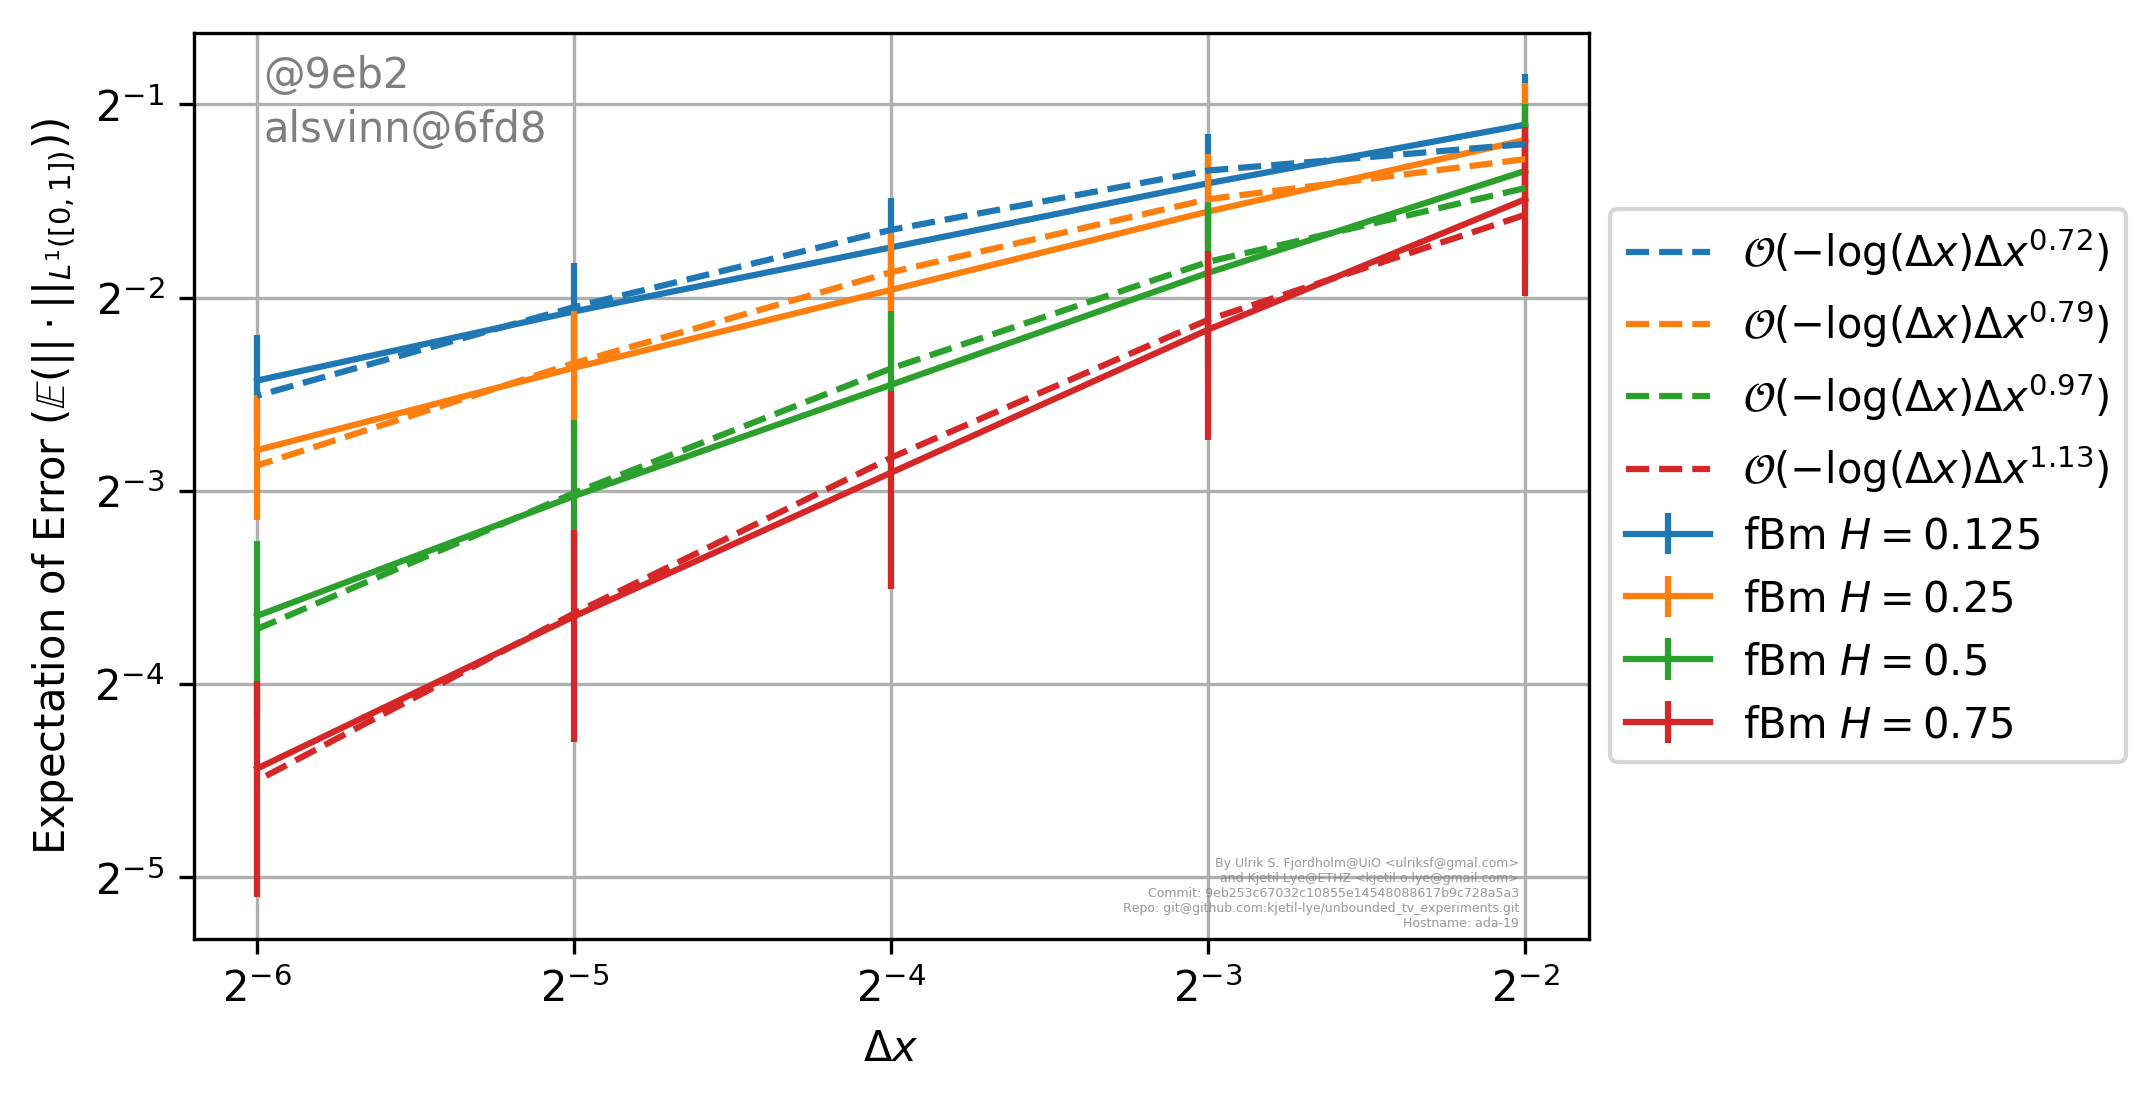 @9eb2
alsvinn@6fd8
Expectation of Error (𝔼(||·||_{L^1([0,1])}))
2^{-1}
2^{-2}
2^{-3}
2^{-4}
2^{-5}
2^{-6}
2^{-5}
2^{-4}
2^{-3}
2^{-2}
Δx
𝒪(−log(Δx)Δx^{0.72})
𝒪(−log(Δx)Δx^{0.79})
𝒪(−log(Δx)Δx^{0.97})
𝒪(−log(Δx)Δx^{1.13})
fBm H = 0.125
fBm H = 0.25
fBm H = 0.5
fBm H = 0.75
By Ulrik S. Fjordholm@UiO <ulriksf@gmal.com>
and Kjetil Lye@ETHZ <kjetil.o.lye@gmail.com>
Commit: 9eb253c67032c10855e14548088617b9c728a5a3
Repo: git@github.com:kjetil-lye/unbounded_tv_experiments.git
Hostname: ada-19